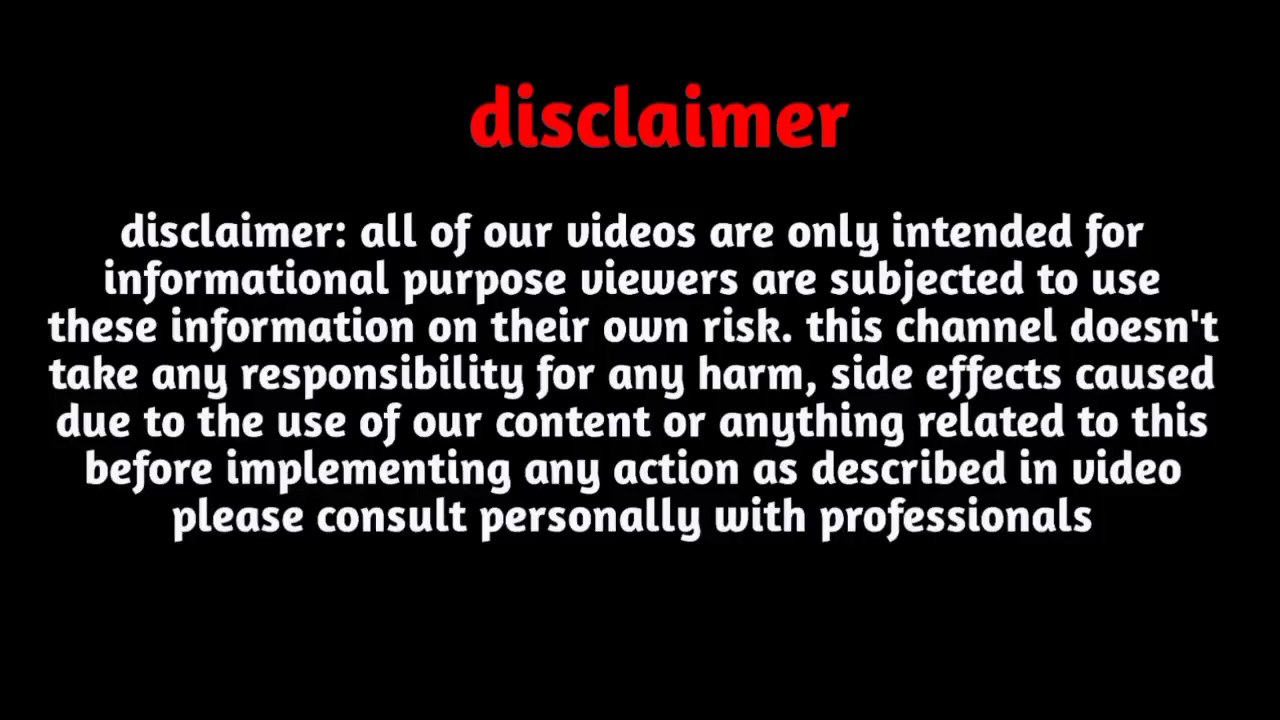 disclaimer
disclaimer: all of our videos are only intended for
informational purpose viewers are subjected to use
these information on their own risk. this channel doesn't
take any responsibility for any harm, side effects caused
due to the use of our content or anything related to this
before implementing any action as described in video
please consult personally with professionals